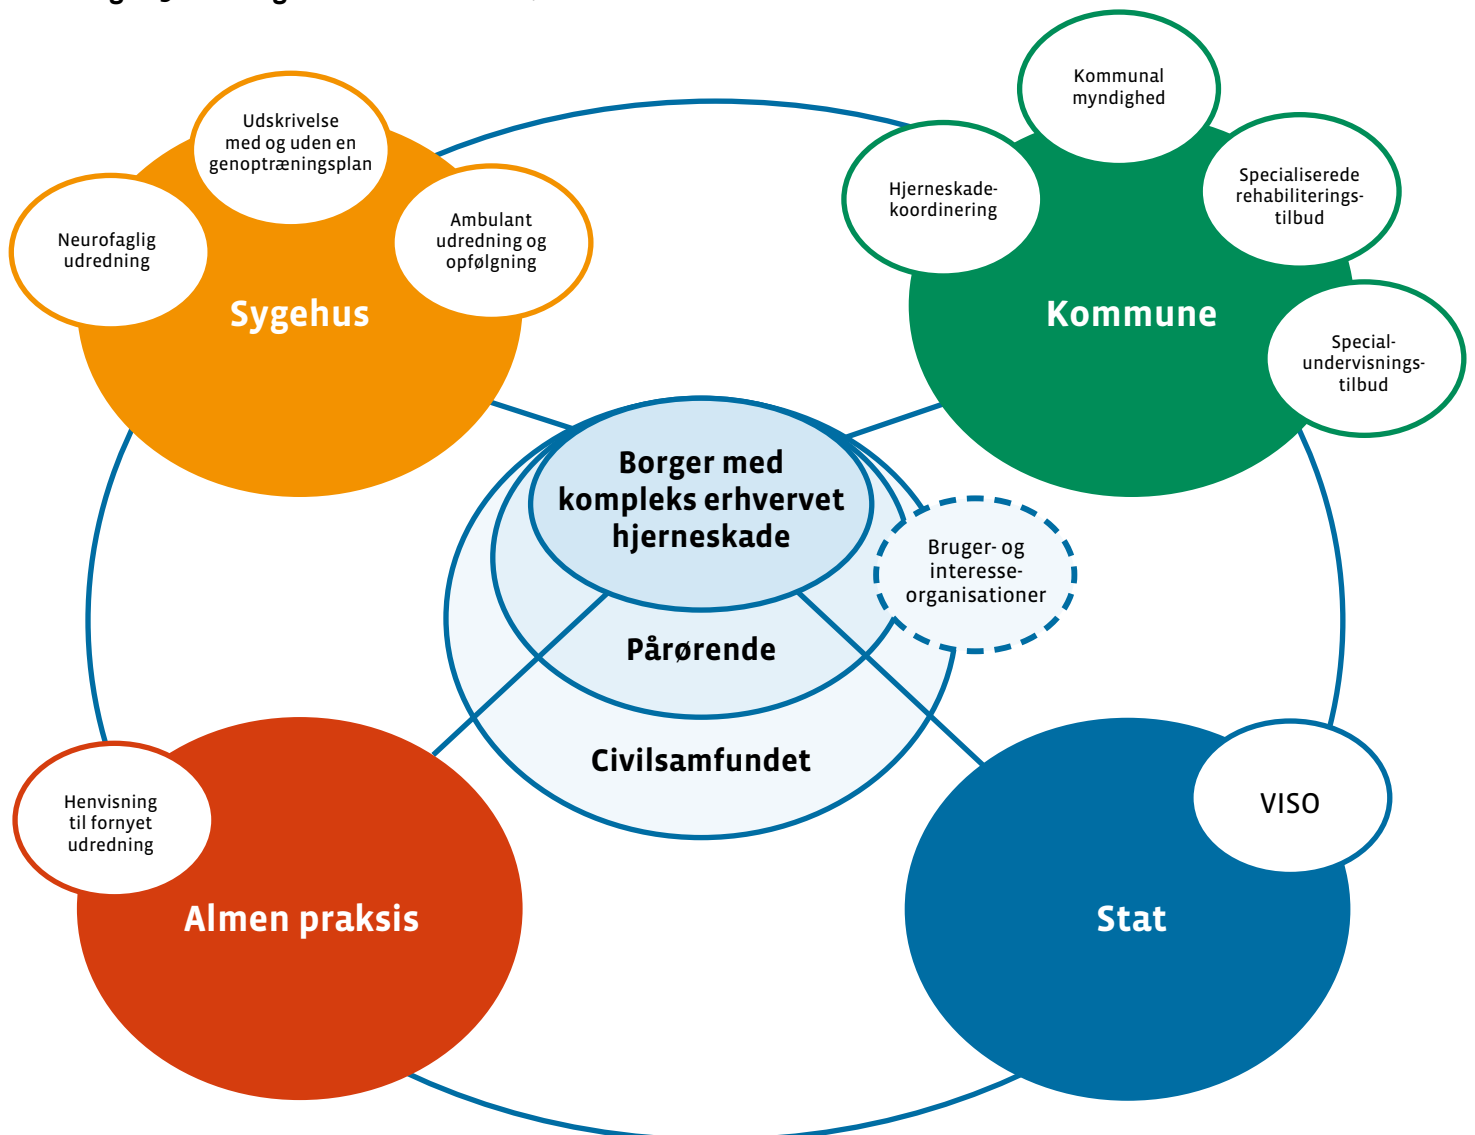 Kommunal
myndighed
Udskrivelse
med og uden en
genoptræningsplan
Hjerneskade-
koordinering
Specialiserede
rehabiliterings-
tilbud
Neurofaglig
udredning
Ambulant
udredning og
opfølgning
Sygehus
Kommune
Special-
undervisnings-
tilbud
Borger med
kompleks erhvervet
hjerneskade
Bruger- og
interesse-
organisationer
Pårørende
Civilsamfundet
Henvisning
til fornyet
udredning
VISO
Almen praksis
Stat